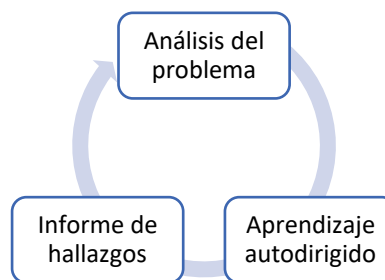 Análisis del
problema
Informe de
hallazgos
Aprendizaje
autodirigido